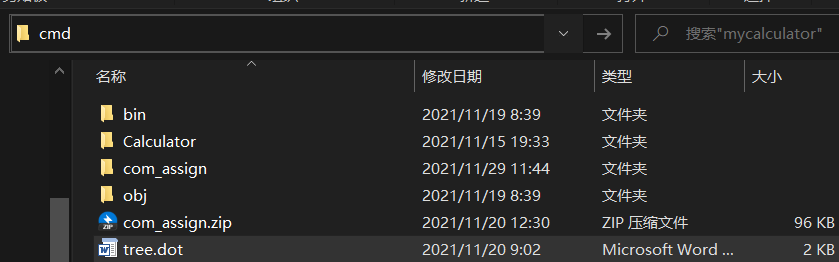 cmd
搜索"mycalculator"
名称 修改日期 类型 大小
bin 2021/11/19 8:39 文件夹
Calculator 2021/11/15 19:33 文件夹
com_assign 2021/11/29 11:44 文件夹
obj 2021/11/19 8:39 文件夹
ZIP com_assign.zip 2021/11/20 12:30 ZIP 压缩文件 96 KB
tree.dot 2021/11/20 9:02 Microsoft Word ... 2 KB